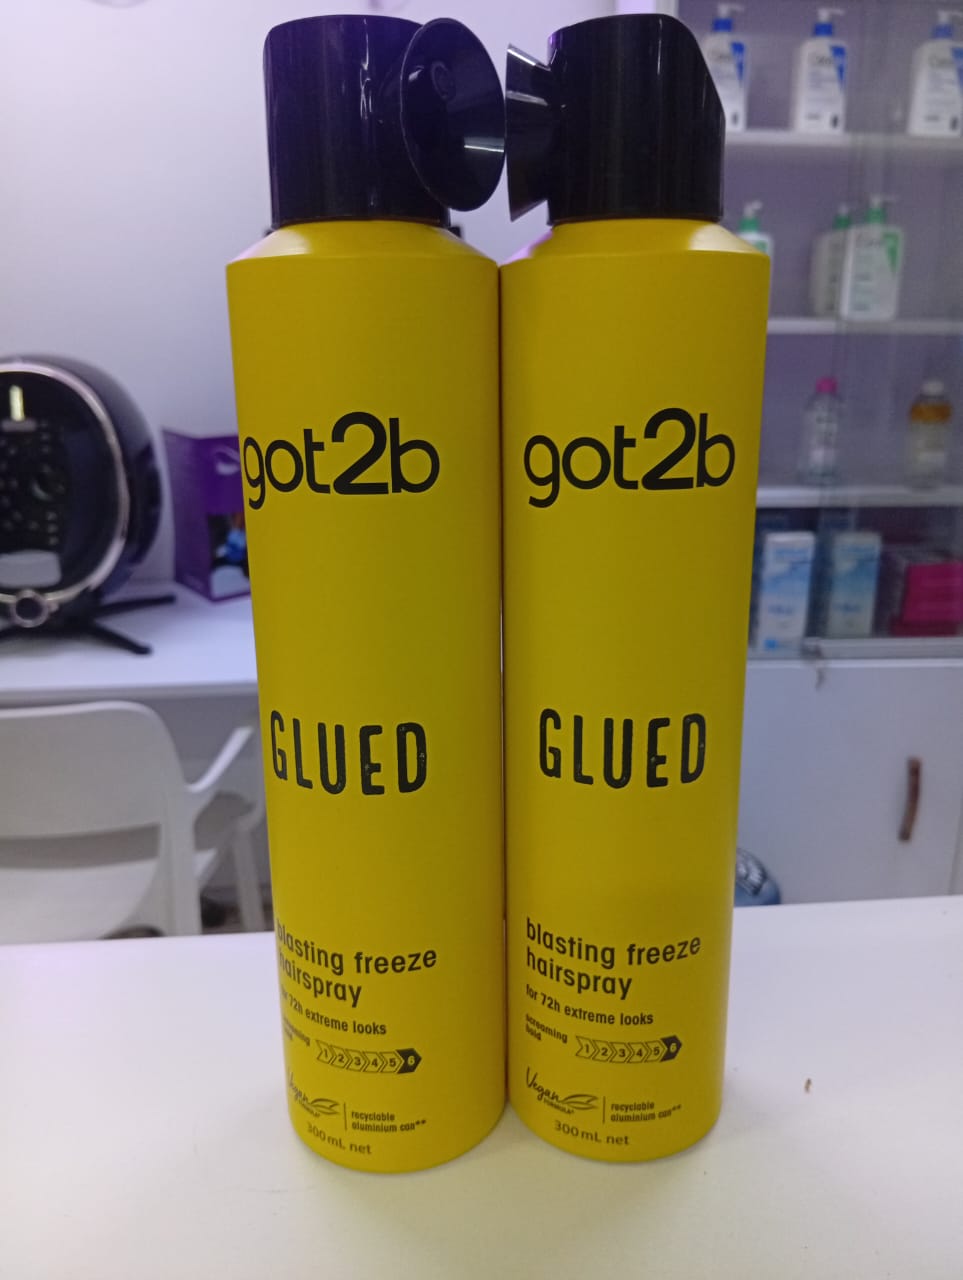 got2b
GLUED
blasting freeze
hairspray
for 72h extreme looks
screaming
hold
1 2 3 4 5 6
Vegan
FORMULA*
recyclable
aluminium can**
300mL net
got2b
GLUED
blasting freeze
hairspray
for 72h extreme looks
screaming
hold
1 2 3 4 5 6
Vegan
FORMULA*
recyclable
aluminium can**
300mL net